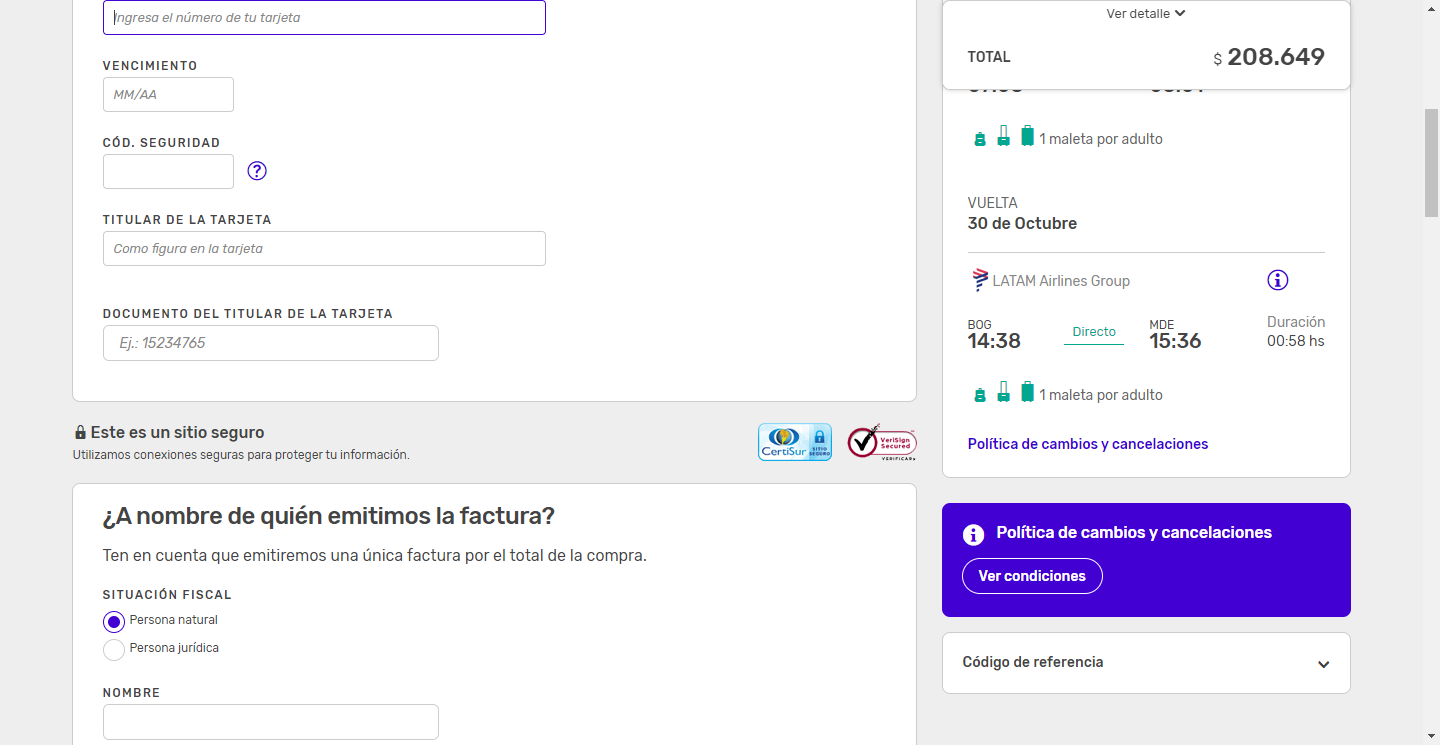 Ingresa el número de tu tarjeta
VENCIMIENTO
MM/AA
CÓD. SEGURIDAD
?
TITULAR DE LA TARJETA
Como figura en la tarjeta
DOCUMENTO DEL TITULAR DE LA TARJETA
Ej.: 15234765
Este es un sitio seguro
Utilizamos conexiones seguras para proteger tu información.
CertiSur
SITIO SEGURO
VeriSign
Secured
VERIFICAR
¿A nombre de quién emitimos la factura?
Ten en cuenta que emitiremos una única factura por el total de la compra.
SITUACIÓN FISCAL
Persona natural
Persona jurídica
NOMBRE
Ver detalle
TOTAL
$ 208.649
1 maleta por adulto
VUELTA
30 de Octubre
LATAM Airlines Group
BOG
14:38
Directo
MDE
15:36
Duración
00:58 hs
1 maleta por adulto
Política de cambios y cancelaciones
Política de cambios y cancelaciones
Ver condiciones
Código de referencia